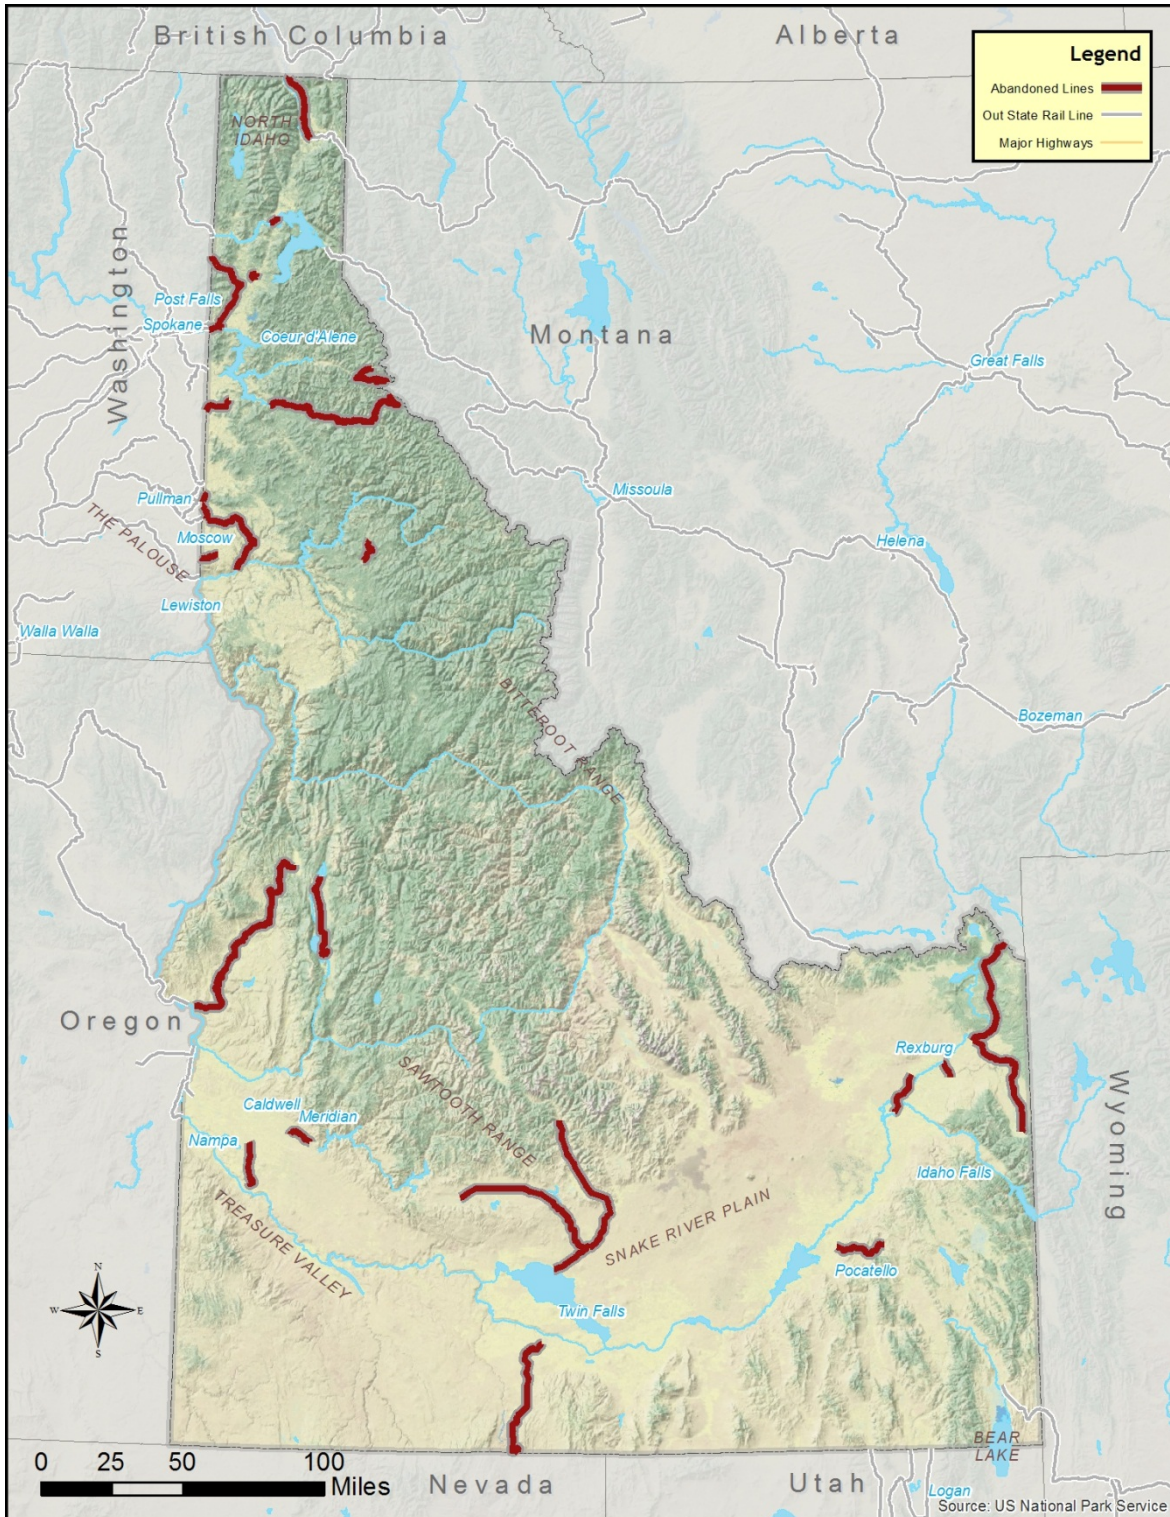 British Columbia
Alberta
Legend
Abandoned Lines
Out State Rail Line
Major Highways
NORTH
IDAHO
Washington
Post Falls
Spokane
Coeur d'Alene
Montana
Great Falls
Pullman
Missoula
THE PALOUSE
Moscow
Helena
Lewiston
Walla Walla
BITTEROOT RANGE
Bozeman
Oregon
Rexburg
SAWTOOTH RANGE
Wyoming
Caldwell
Meridian
Nampa
Idaho Falls
TREASURE VALLEY
SNAKE RIVER PLAIN
Pocatello
N
W
E
S
Twin Falls
BEAR
LAKE
0 25 50 100
Miles
Nevada
Utah
Logan
Source: US National Park Service